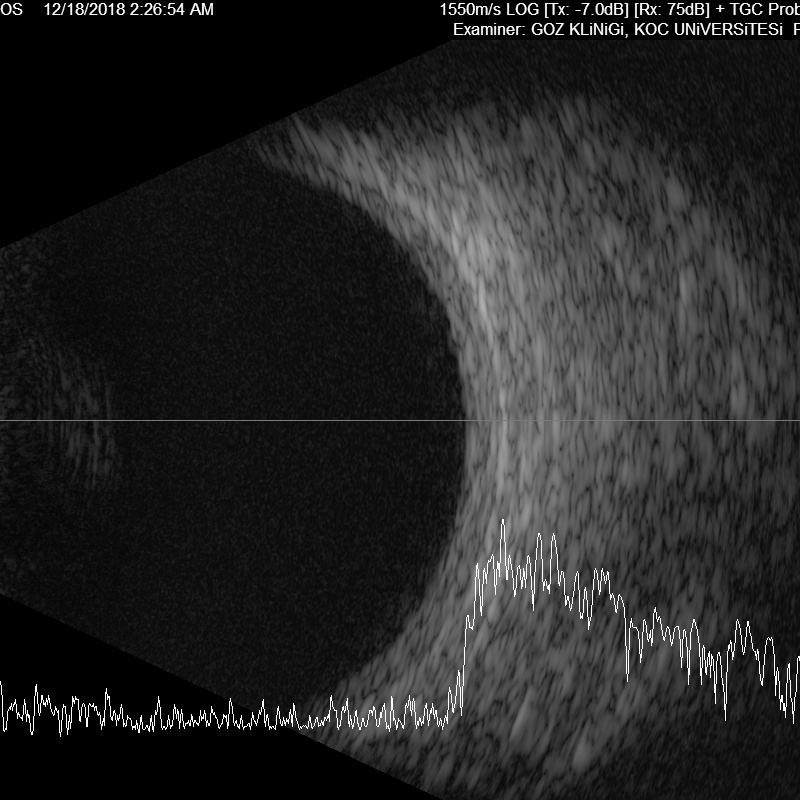 OS 12/18/2018 2:26:54 AM 1550m/s LOG [Tx: -7.0dB] [Rx: 75dB] + TGC
Examiner: GOZ KLiNiGi, KOC UNiVERSiTESi